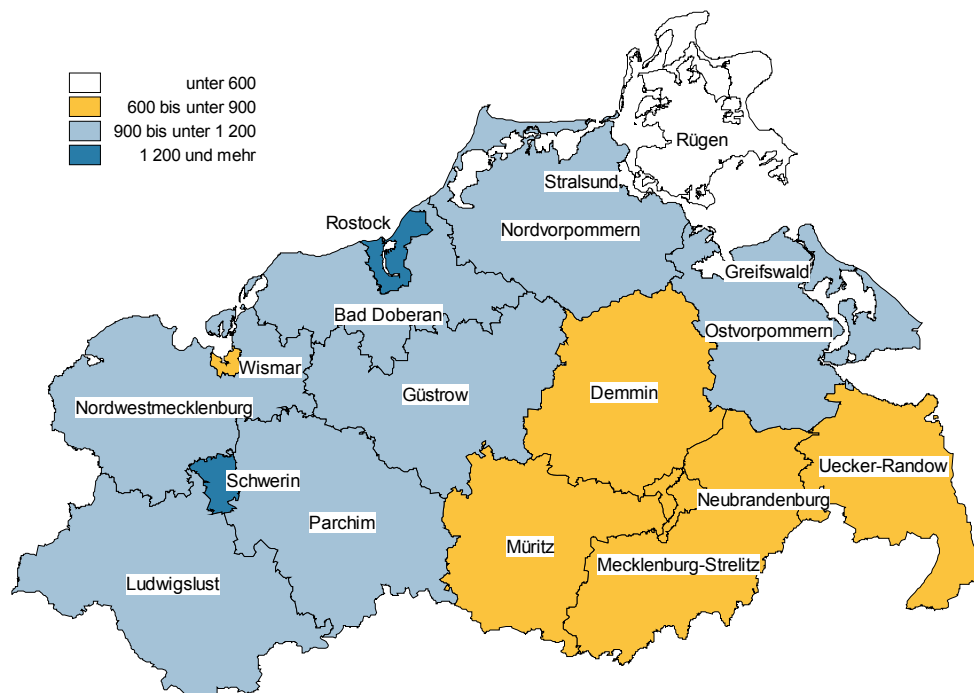 unter 600
600 bis unter 900
900 bis unter 1 200
1 200 und mehr
Rügen
Stralsund
Rostock
Nordvorpommern
Greifswald
Bad Doberan
Ostvorpommern
Wismar
Güstrow
Demmin
Nordwestmecklenburg
Uecker-Randow
Schwerin
Neubrandenburg
Parchim
Müritz
Mecklenburg-Strelitz
Ludwigslust